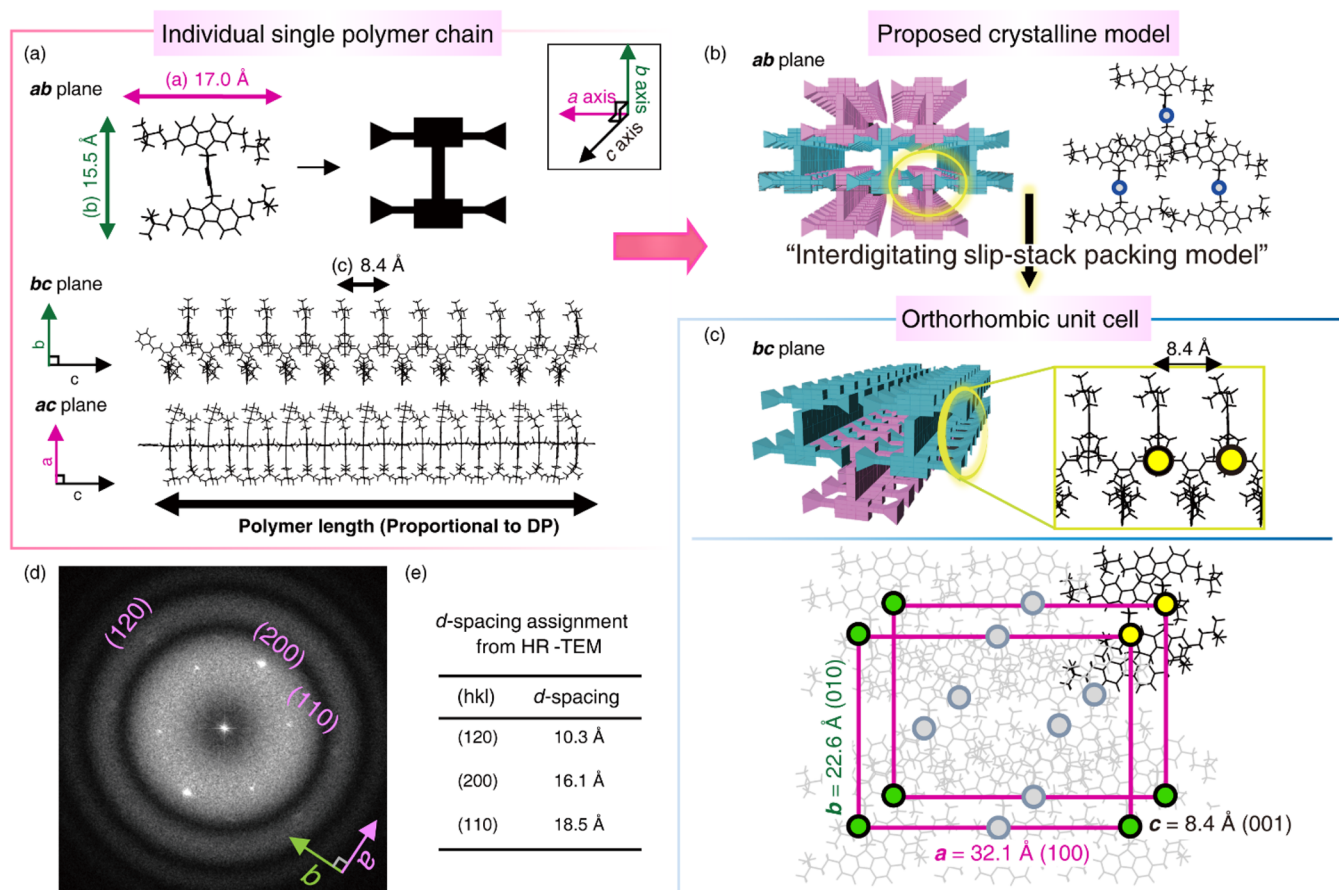 Individual single polymer chain
(a)
ab plane
(a) 17.0 Å
(b) 15.5 Å
b axis
a axis
c axis
bc plane
(c) 8.4 Å
b
c
ac plane
a
c
Polymer length (Proportional to DP)
Proposed crystalline model
(b)
ab plane
“Interdigitating slip-stack packing model”
Orthorhombic unit cell
(c)
bc plane
8.4 Å
b = 22.6 Å (010)
c = 8.4 Å (001)
a = 32.1 Å (100)
(d)
(120)
(200)
(110)
b
a
(e)
d-spacing assignment
from HR -TEM
(hkl) d-spacing
(120) 10.3 Å
(200) 16.1 Å
(110) 18.5 Å